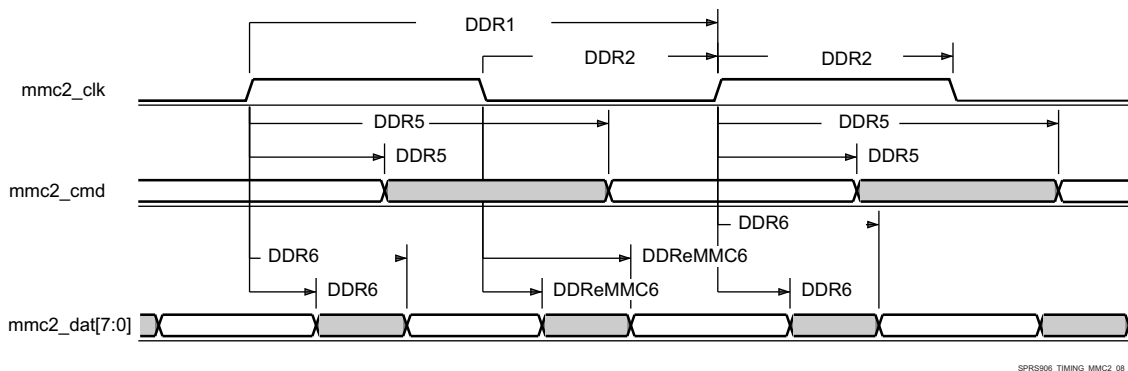 DDR1
DDR2 DDR2
mmc2_clk
DDR5 DDR5
DDR5 DDR5
mmc2_cmd
DDR6
DDR6 DDReMMC6
DDR6 DDReMMC6 DDR6
mmc2_dat[7:0]
SPRS906_TIMING_MMC2_08